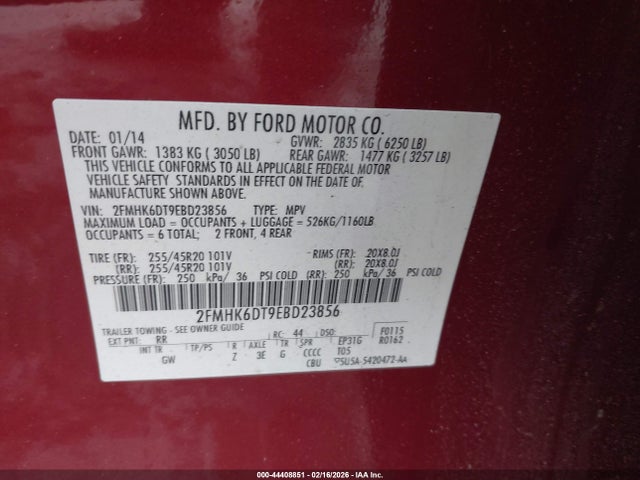 MFD. BY FORD MOTOR CO.
DATE: 01/14 GVWR: 2835 KG ( 6250 LB)
FRONT GAWR: 1383 KG ( 3050 LB) REAR GAWR: 1477 KG ( 3257 LB)
THIS VEHICLE CONFORMS TO ALL APPLICABLE FEDERAL MOTOR
VEHICLE SAFETY STANDARDS IN EFFECT ON THE DATE OF
MANUFACTURE SHOWN ABOVE.
VIN: 2FMHK6DT9EBD23856 TYPE: MPV
MAXIMUM LOAD = OCCUPANTS + LUGGAGE = 526KG/1160LB
OCCUPANTS = 6 TOTAL; 2 FRONT, 4 REAR
TIRE (FR): 255/45R20 101V RIMS (FR): 20X8.0J
(RR): 255/45R20 101V (RR): 20X8.0J
PRESSURE (FR): 250 kPa/ 36 PSI COLD (RR): 250 kPa/ 36 PSI COLD
2FMHK6DT9EBD23856
TRAILER TOWING - SEE OWNER GUIDE RC: 44 DSO: F0115
EXT PNT: RR EP31G R0162
INT TR TP/PS R AXLE TR SPR T05
GW Z 3E G CCCC
CBU 5U5A-5420472-AA
000-44408851 - 02/16/2026 - IAA Inc.